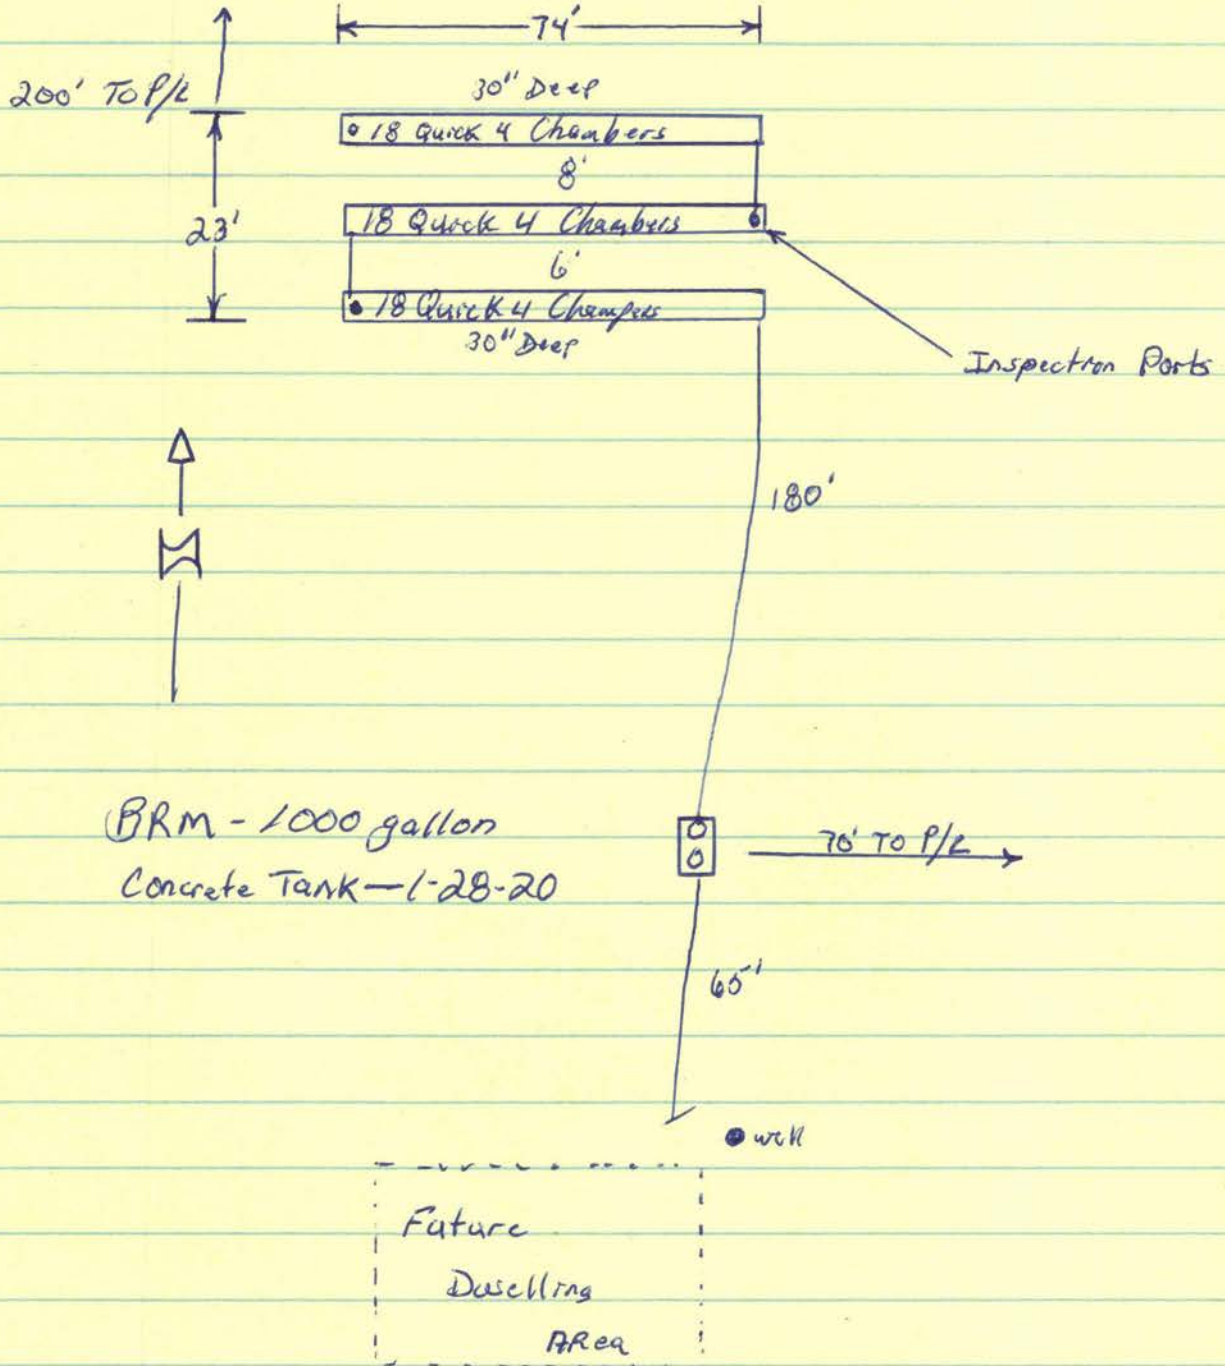 74'
200' To P/L
30" Deep
18 Quick 4 Chambers
8'
23'
18 Quick 4 Chambers
6'
18 Quick 4 Chambers
30" Deep
Inspection Ports
180'
N
BRM - 1000 gallon
70' TO P/L
Concrete Tank - 1-28-20
65'
well
Future
Dwelling
Area